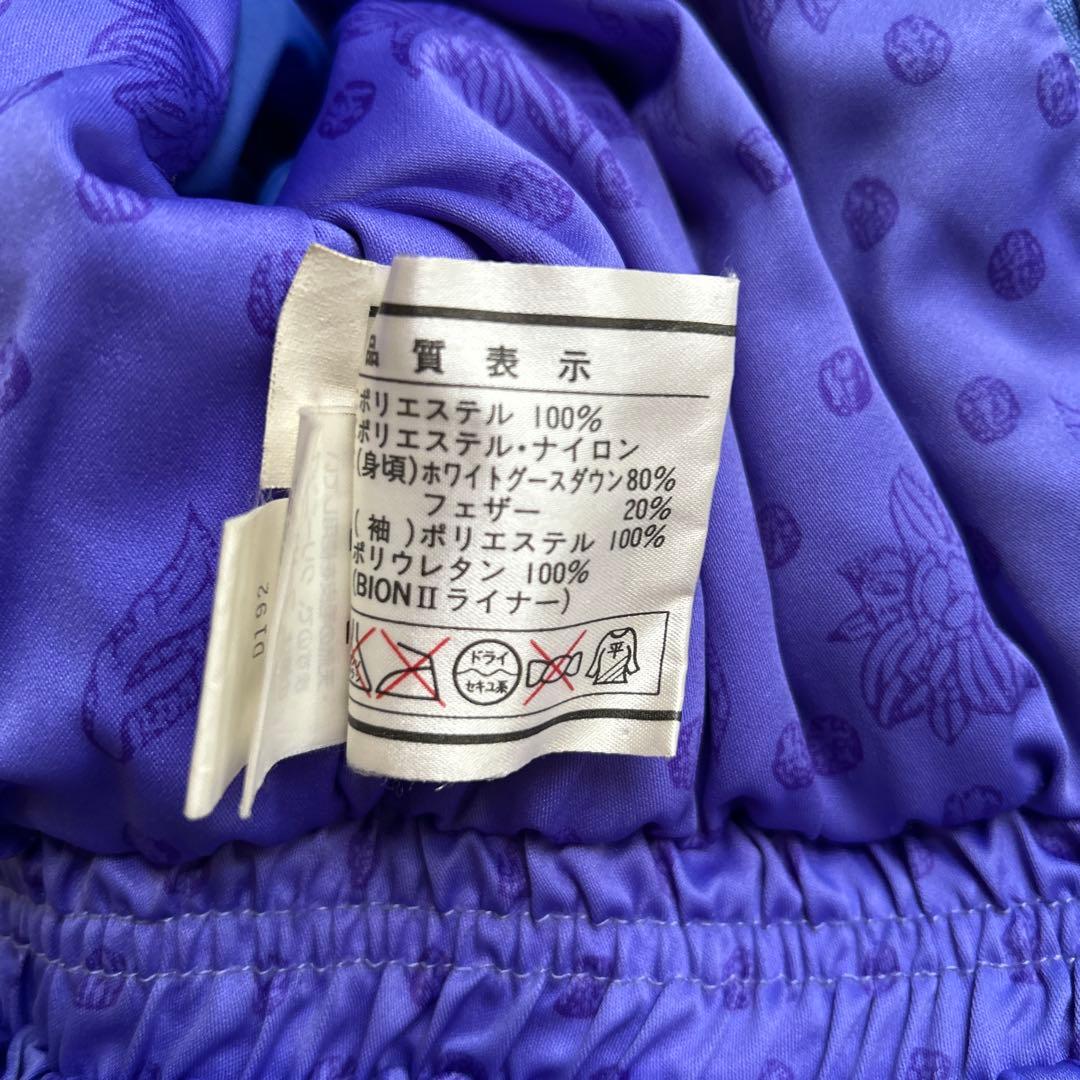 品質表示
ポリエステル 100%
ポリエステル・ナイロン
(身頃)ホワイトグースダウン80%
フェザー 20%
(袖)ポリエステル 100%
ポリウレタン 100%
(BIONⅡライナー)
ドライ
セキユ系
平
D192